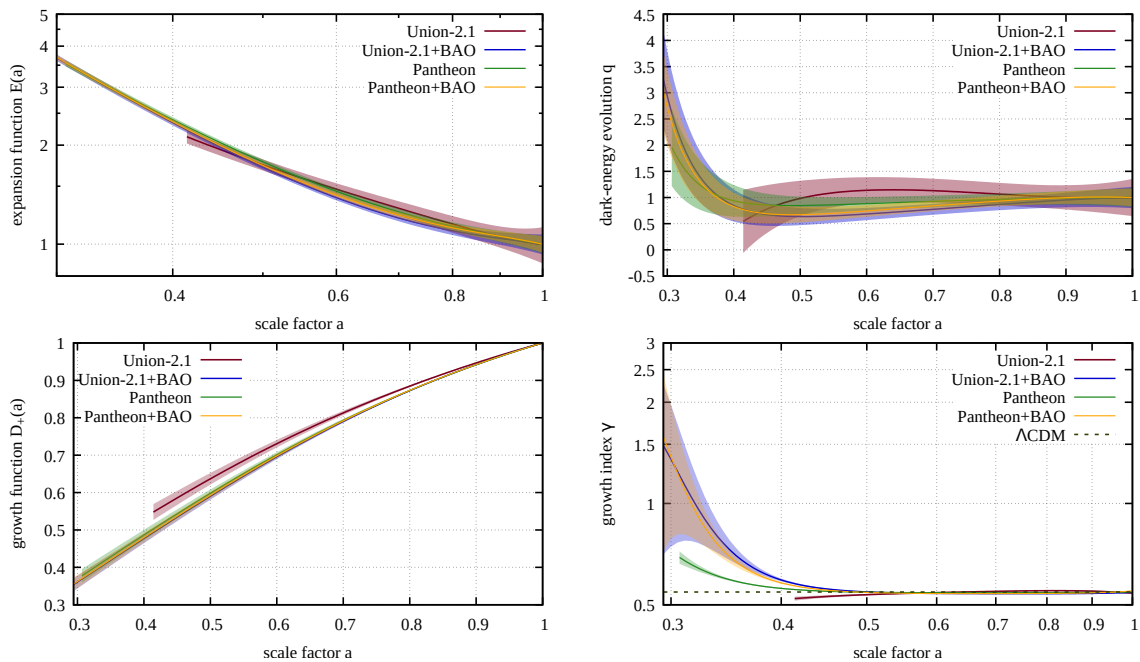 expansion function E(a)
5
4
3
2
1
0.4
0.6
0.8
1
scale factor a
Union-2.1
Union-2.1+BAO
Pantheon
Pantheon+BAO
dark-energy evolution q
4.5
4
3.5
3
2.5
2
1.5
1
0.5
0
-0.5
0.3
0.4
0.5
0.6
0.7
0.8
0.9
1
scale factor a
Union-2.1
Union-2.1+BAO
Pantheon
Pantheon+BAO
growth function D₊(a)
1
0.9
0.8
0.7
0.6
0.5
0.4
0.3
0.3
0.4
0.5
0.6
0.7
0.8
0.9
1
scale factor a
Union-2.1
Union-2.1+BAO
Pantheon
Pantheon+BAO
growth index γ
3
2.5
2
1.5
1
0.5
0.3
0.4
0.5
0.6
0.7
0.8
0.9
1
scale factor a
Union-2.1
Union-2.1+BAO
Pantheon
Pantheon+BAO
ΛCDM